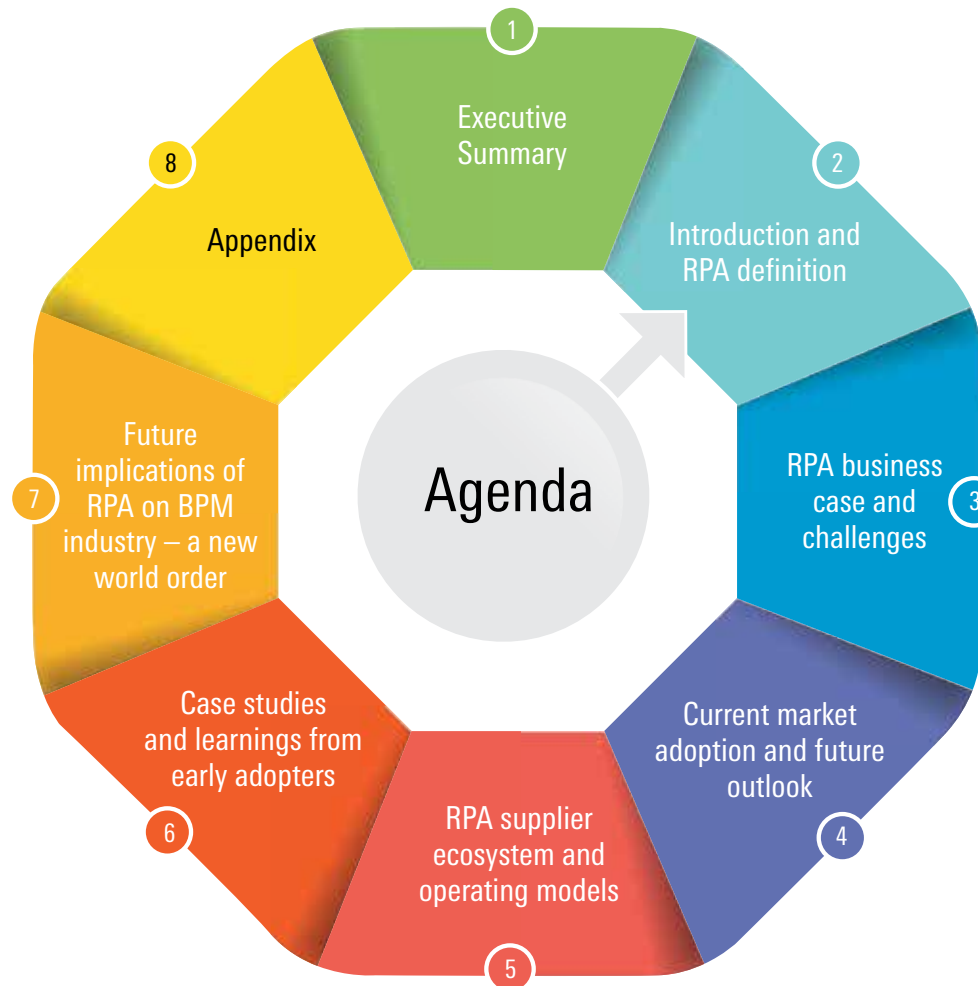 1
Executive
Summary
2
Introduction and
RPA definition
3
RPA business
case and
challenges
4
Current market
adoption and future
outlook
5
RPA supplier
ecosystem and
operating models
6
Case studies
and learnings from
early adopters
7
Future
implications of
RPA on BPM
industry – a new
world order
8
Appendix
Agenda